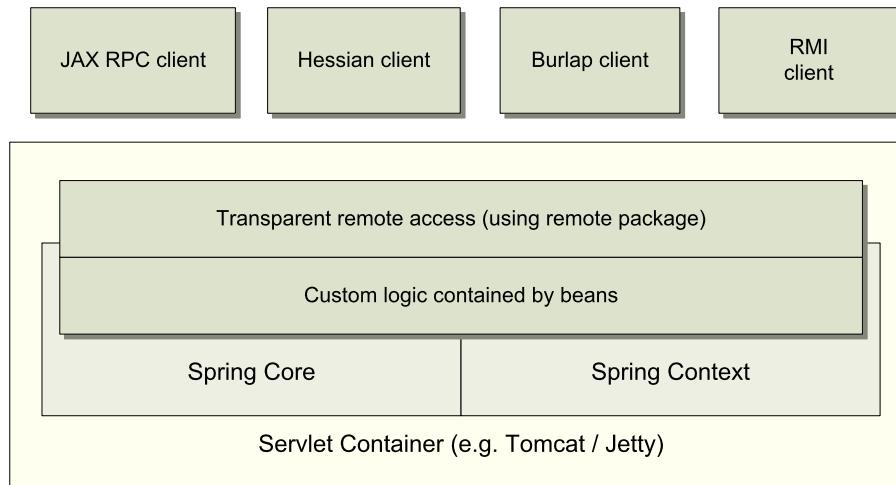 JAX RPC client
Hessian client
Burlap client
RMI
client
Transparent remote access (using remote package)
Custom logic contained by beans
Spring Core
Spring Context
Servlet Container (e.g. Tomcat / Jetty)